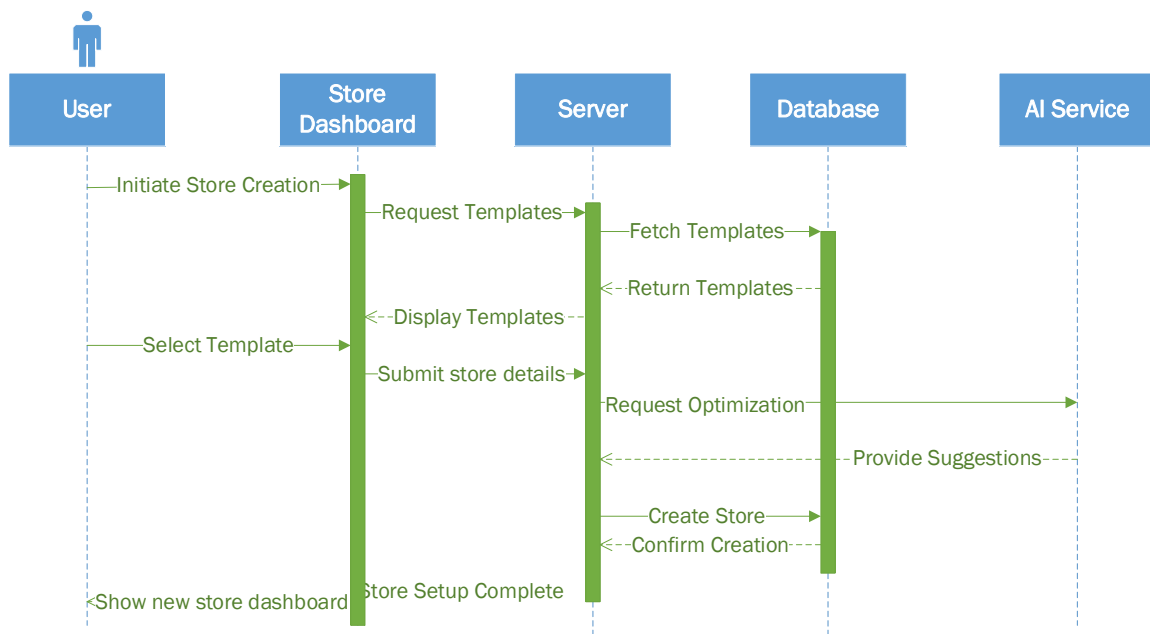 User
Store
Dashboard
Server
Database
AI Service
Initiate Store Creation
Request Templates
Fetch Templates
Return Templates
Display Templates
Select Template
Submit store details
Request Optimization
Provide Suggestions
Create Store
Confirm Creation
Store Setup Complete
Show new store dashboard